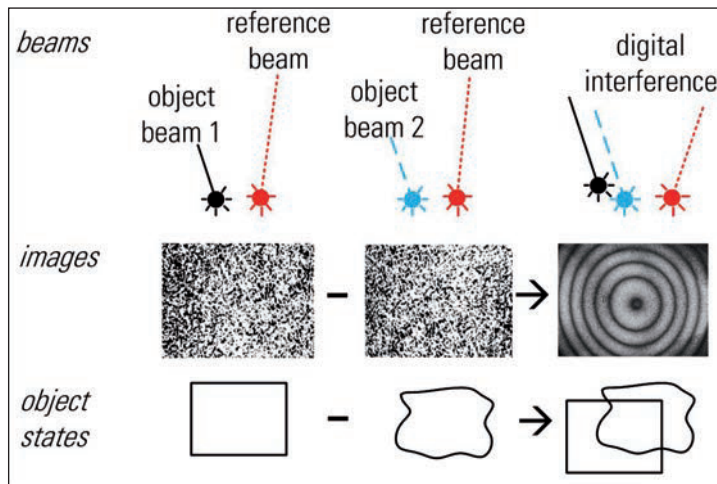 beams
reference
beam
object
beam 1
reference
beam
object
beam 2
digital
interference
images
object
states